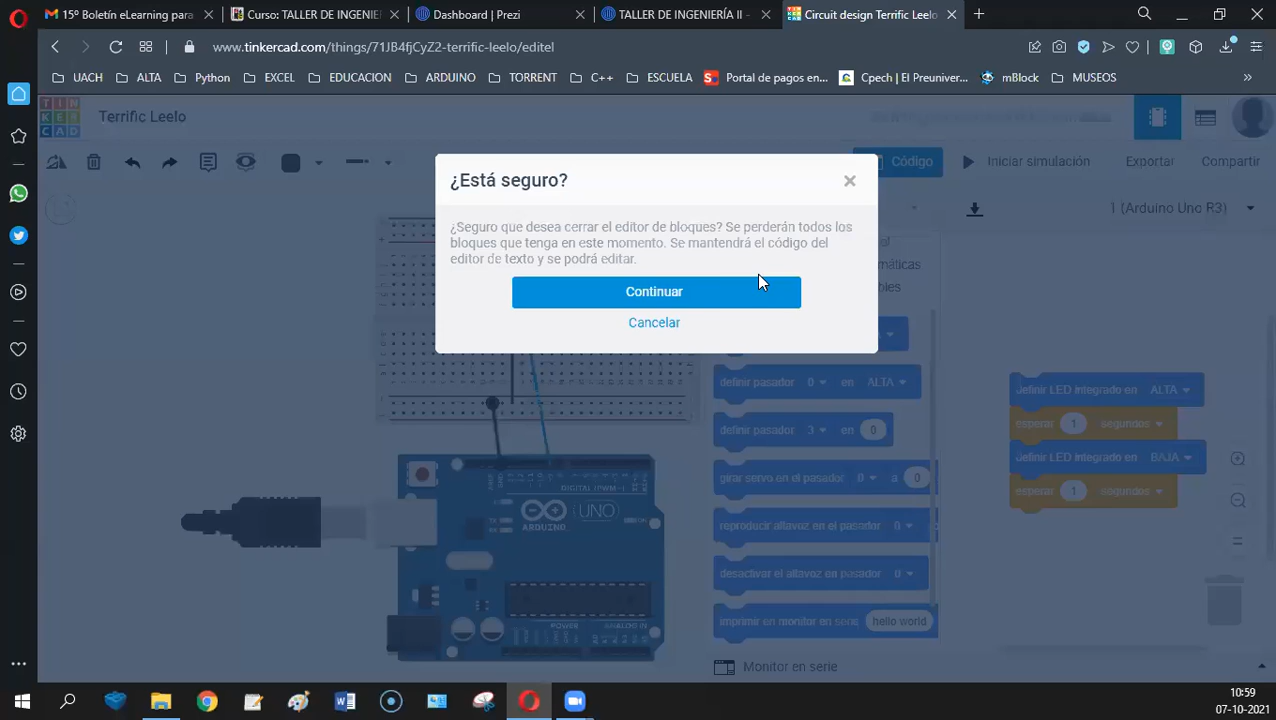 15º Boletín eLearning para
Curso: TALLER DE INGENIER
Dashboard | Prezi
TALLER DE INGENIERÍA II -
Circuit design Terrific Leelo
www.tinkercad.com/things/71JB4fjCyZ2-terrific-leelo/editel
UACH
ALTA
Python
EXCEL
EDUCACION
ARDUINO
TORRENT
C++
ESCUELA
Portal de pagos en...
Cpech | El Preuniver...
mBlock
MUSEOS
»
TIN
KER
CAD
Terrific Leelo
Código
Iniciar simulación
Exportar
Compartir
1 (Arduino Uno R3)
¿Está seguro?
¿Seguro que desea cerrar el editor de bloques? Se perderán todos los
bloques que tenga en este momento. Se mantendrá el código del
editor de texto y se podrá editar.
Continuar
Cancelar
definir pasador 0 en ALTA
definir pasador 3 en 0
girar servo en el pasador 0 a 0
reproducir altavoz en el pasador 0
desactivar el altavoz en pasador 0
imprimir en monitor en serie hello world
definir LED integrado en ALTA
esperar 1 segundos
definir LED integrado en BAJA
esperar 1 segundos
DIGITAL (PWM~)
UNO
ARDUINO
POWER
Monitor en serie
10:59
07-10-2021